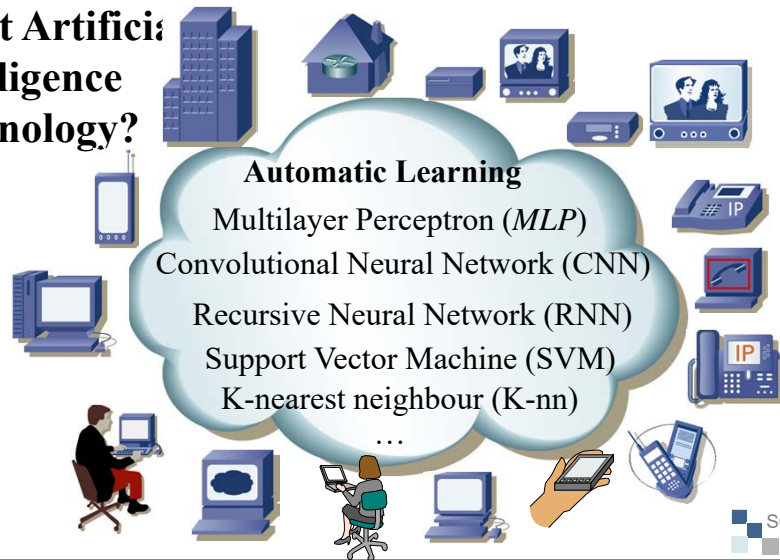 t Artificia
ligence
nology?
Automatic Learning
Multilayer Perceptron (MLP)
Convolutional Neural Network (CNN)
Recursive Neural Network (RNN)
Support Vector Machine (SVM)
K-nearest neighbour (K-nn)
…
IP
IP